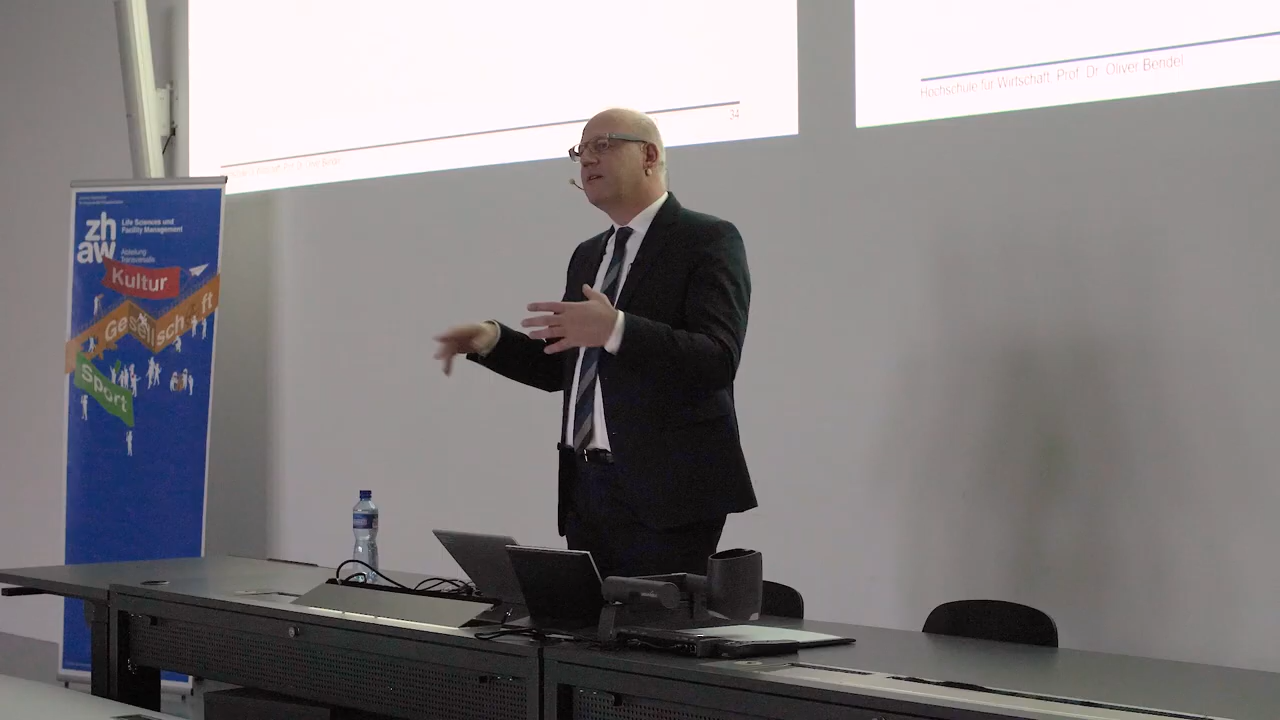 34
Hochschule für Wirtschaft, Prof. Dr. Oliver Bendel
zh
aw
Life Sciences und
Facility Management
Kultur
Gesellschaft
Sport